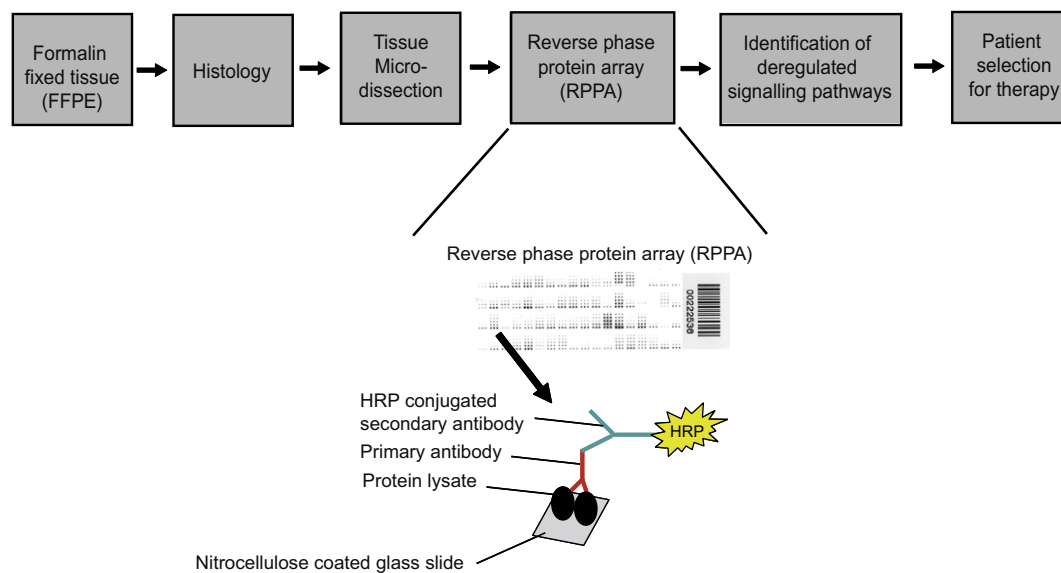 Formalin
fixed tissue
(FFPE)
Histology
Tissue
Micro-
dissection
Reverse phase
protein array
(RPPA)
Identification of
deregulated
signalling pathways
Patient
selection
for therapy
Reverse phase protein array (RPPA)
00222536
HRP conjugated
secondary antibody
HRP
Primary antibody
Protein lysate
Nitrocellulose coated glass slide